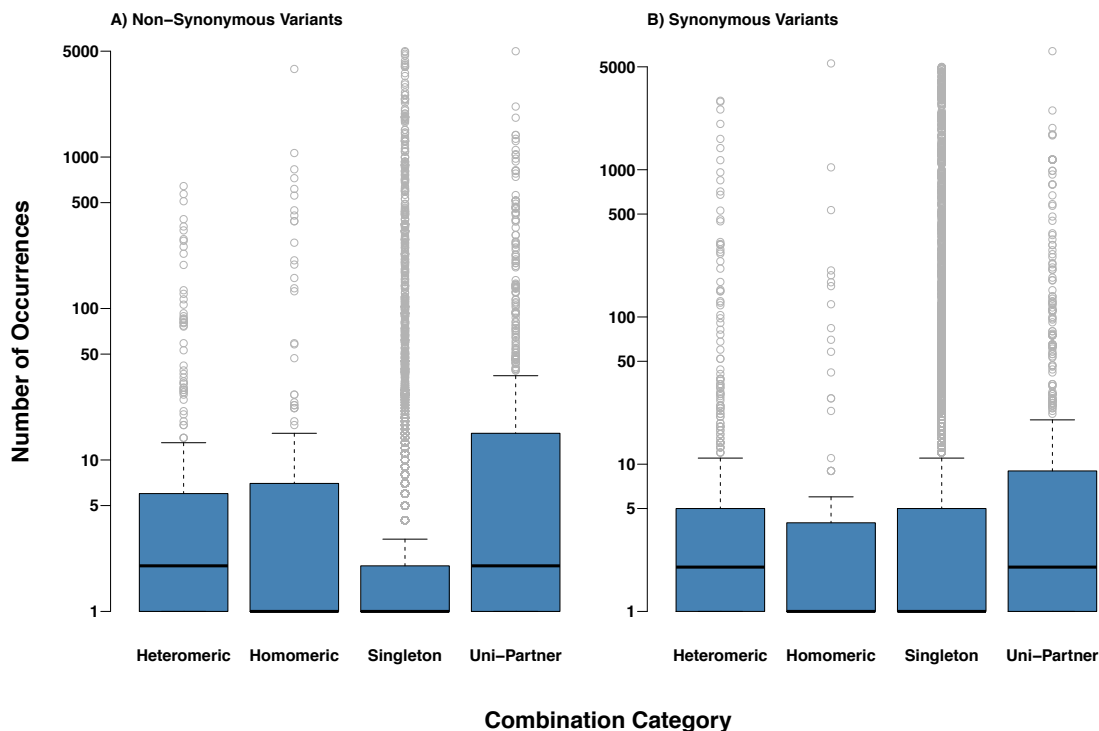 A) Non−Synonymous Variants
B) Synonymous Variants
Number of Occurrences
5000
1000
500
100
50
10
5
1
Heteromeric Homomeric Singleton Uni−Partner
5000
1000
500
100
50
10
5
1
Heteromeric Homomeric Singleton Uni−Partner
Combination Category